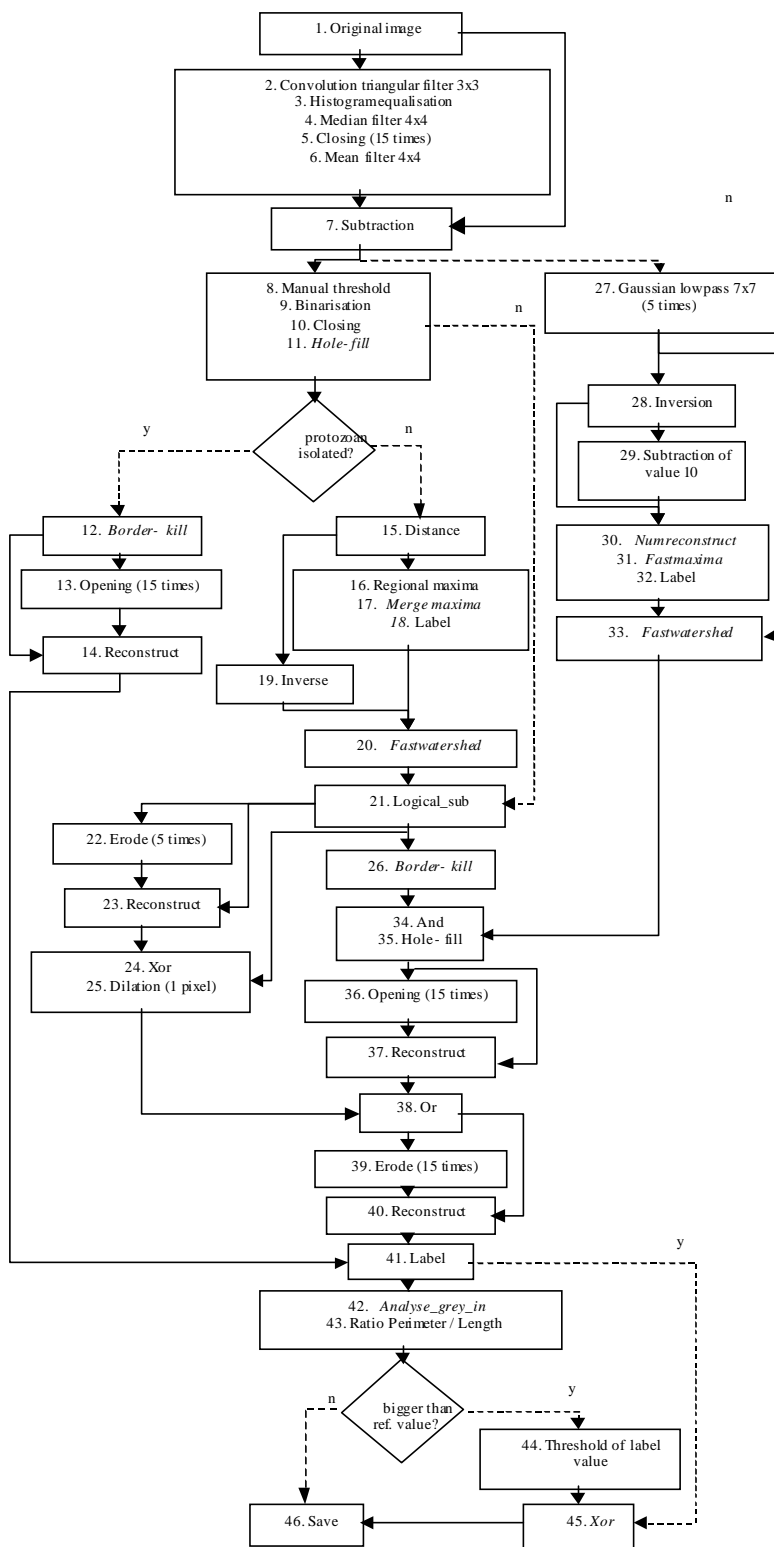 1. Original image
2. Convolution triangular filter 3x3
3. Histogramequalisation
4. Median filter 4x4
5. Closing (15 times)
6. Mean filter 4x4
n
7. Subtraction
8. Manual threshold
9. Binarisation
10. Closing
11. Hole- fill
n
27. Gaussian lowpass 7x7
(5 times)
28. Inversion
y
n
protozoan
isolated?
29. Subtraction of
value 10
12. Border- kill
15. Distance
30. Numreconstruct
31. Fastmaxima
32. Label
13. Opening (15 times)
16. Regional maxima
17. Merge maxima
18. Label
33. Fastwatershed
14. Reconstruct
19. Inverse
20. Fastwatershed
21. Logical_sub
22. Erode (5 times)
26. Border- kill
23. Reconstruct
34. And
35. Hole- fill
24. Xor
25. Dilation (1 pixel)
36. Opening (15 times)
37. Reconstruct
38. Or
39. Erode (15 times)
40. Reconstruct
y
41. Label
42. Analyse_grey_in
43. Ratio Perimeter / Length
n
y
bigger than
ref. value?
44. Threshold of label
value
46. Save
45. Xor